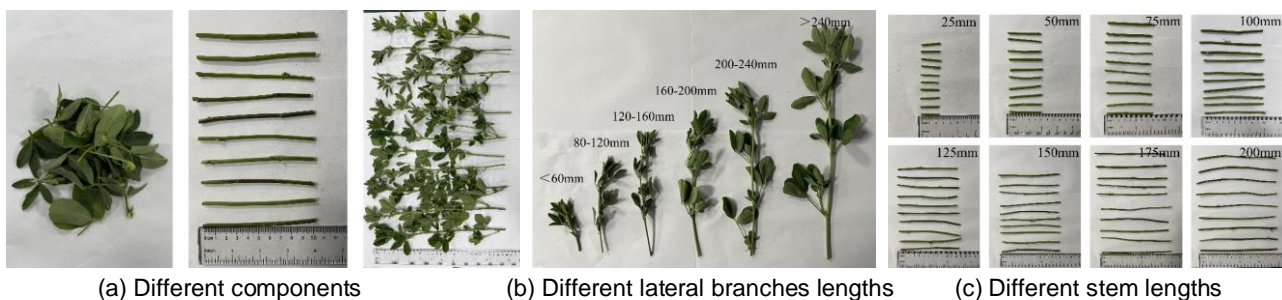 <60mm
80-120mm
120-160mm
160-200mm
200-240mm
>240mm
25mm
50mm
75mm
100mm
125mm
150mm
175mm
200mm
(a) Different components
(b) Different lateral branches lengths
(c) Different stem lengths